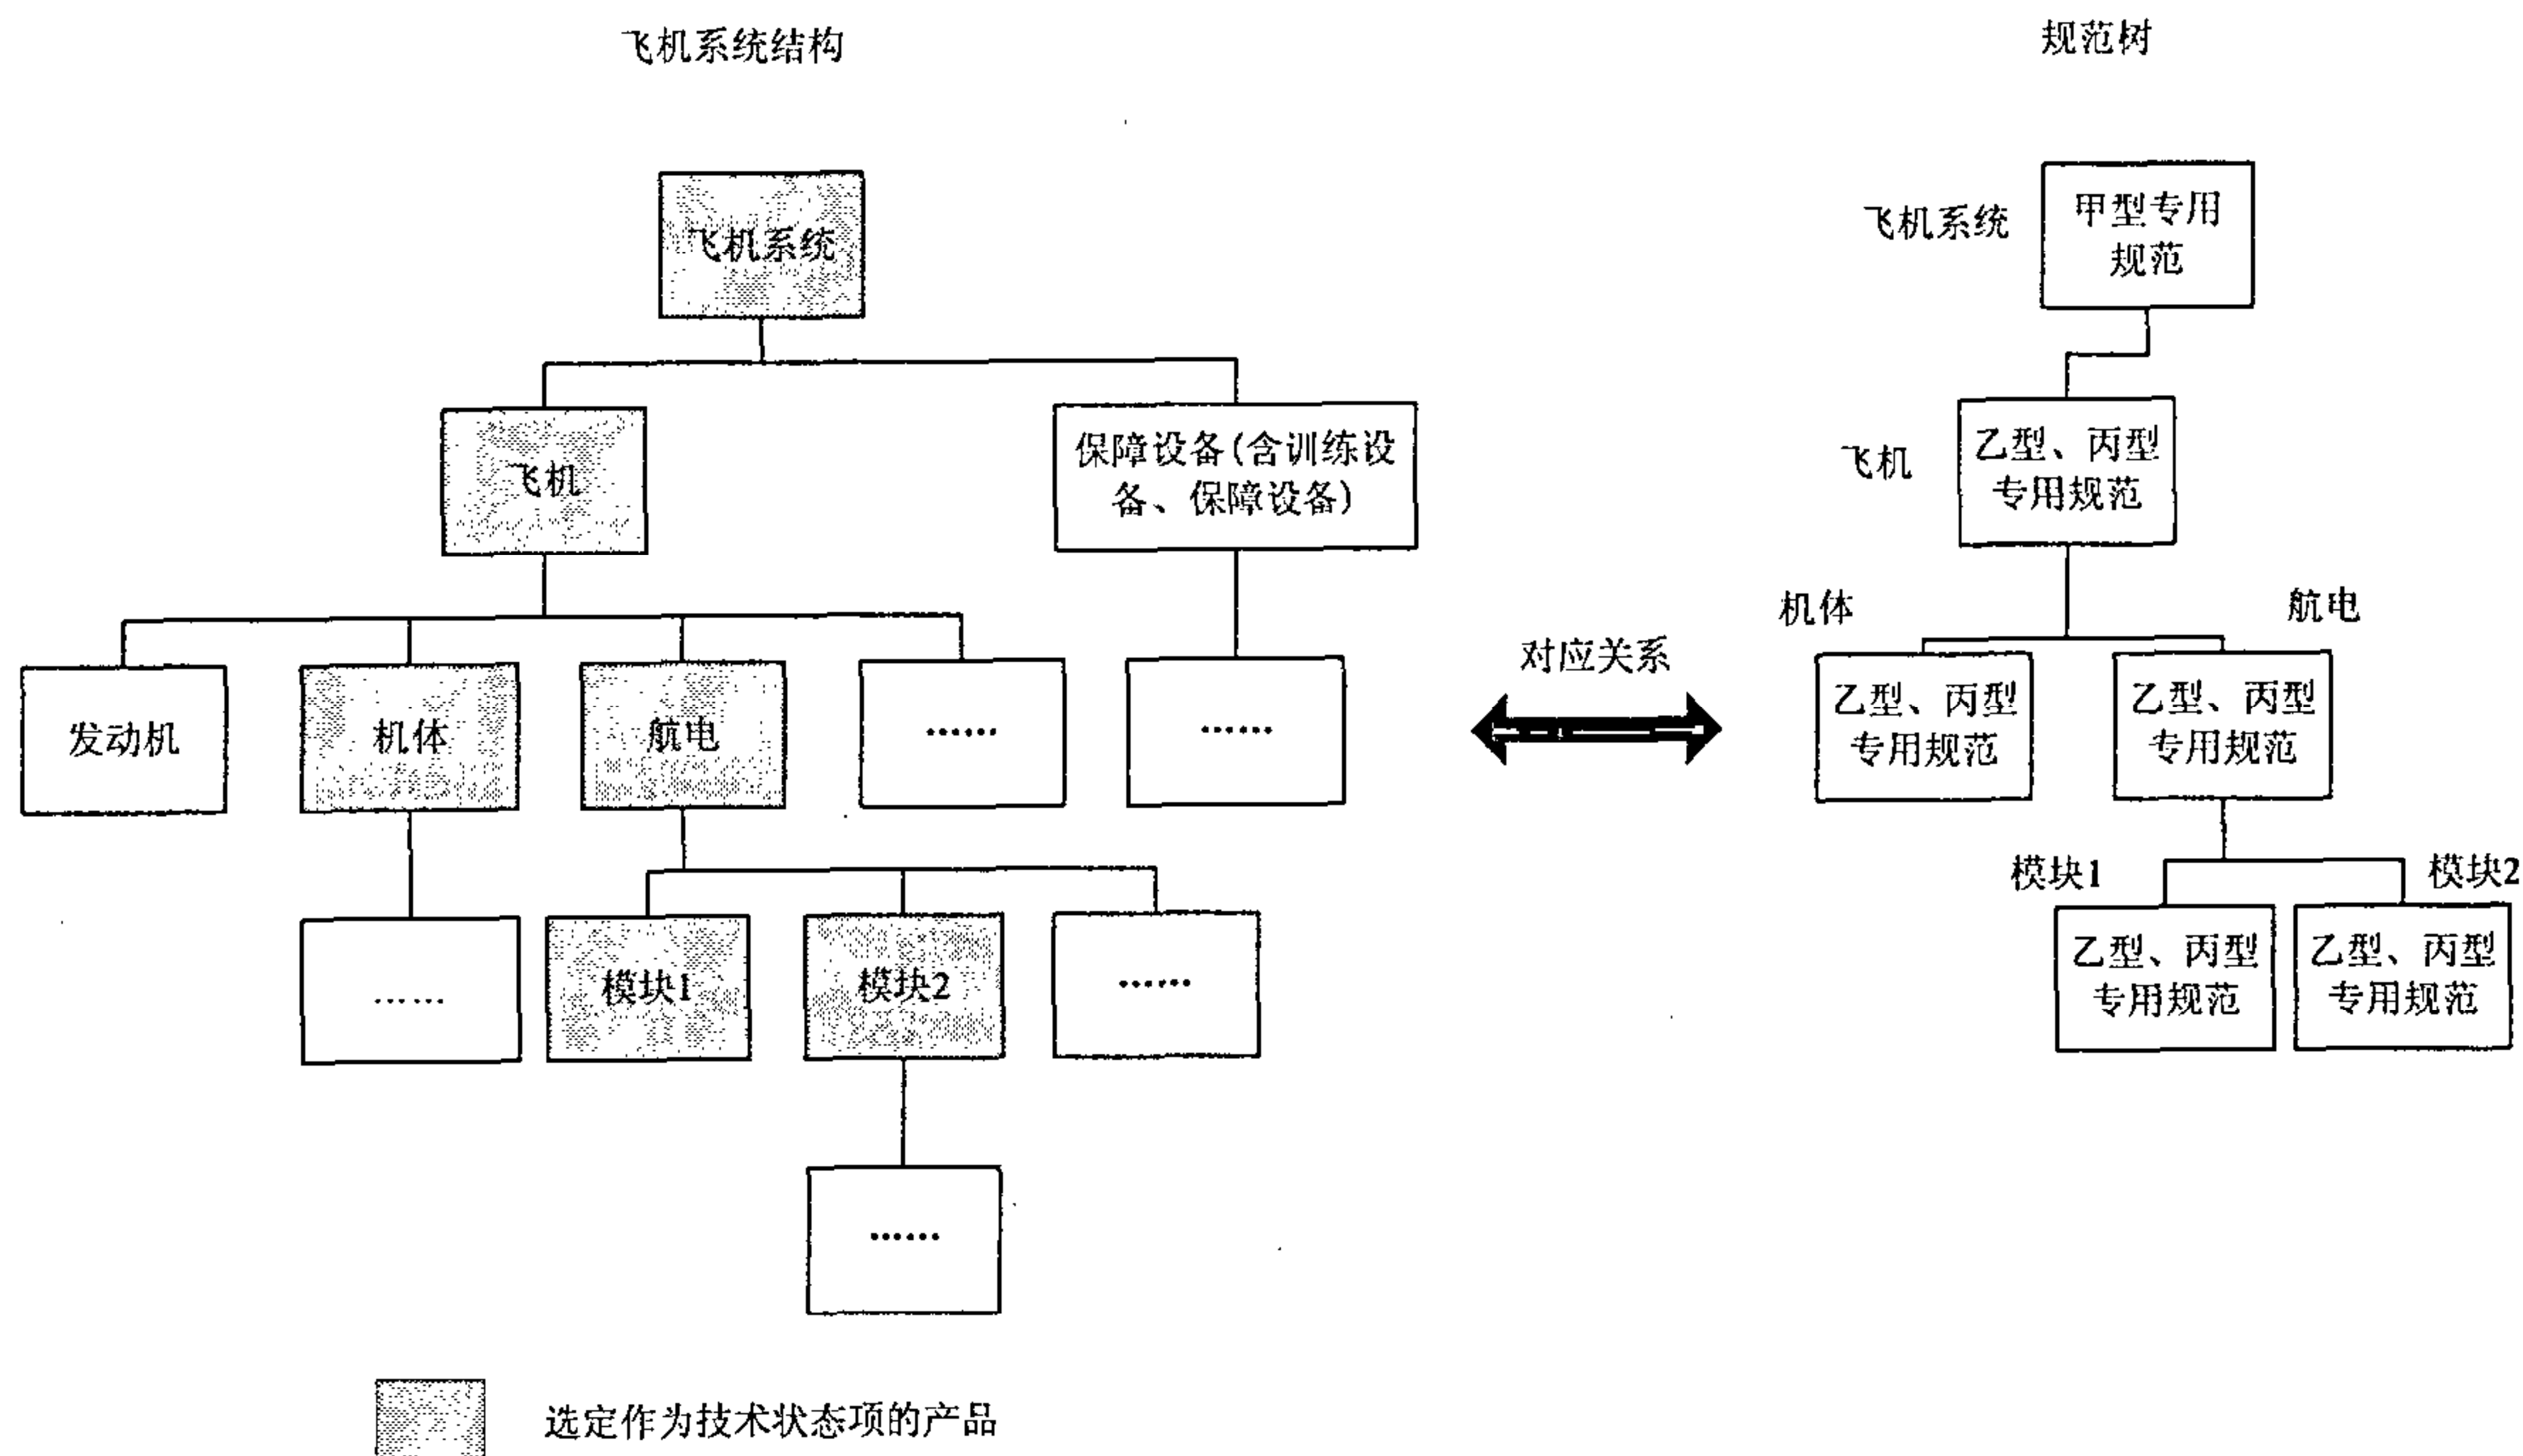 飞机系统结构
规范树
飞机系统
飞机系统
甲型专用
规范
飞机
保障设备(含训练设
备、保障设备)
飞机
乙型、丙型
专用规范
机体
航电
对应关系
发动机
机体
航电
……
……
乙型、丙型
专用规范
乙型、丙型
专用规范
模块1
模块2
……
模块1
模块2
……
乙型、丙型
专用规范
乙型、丙型
专用规范
……
选定作为技术状态项的产品